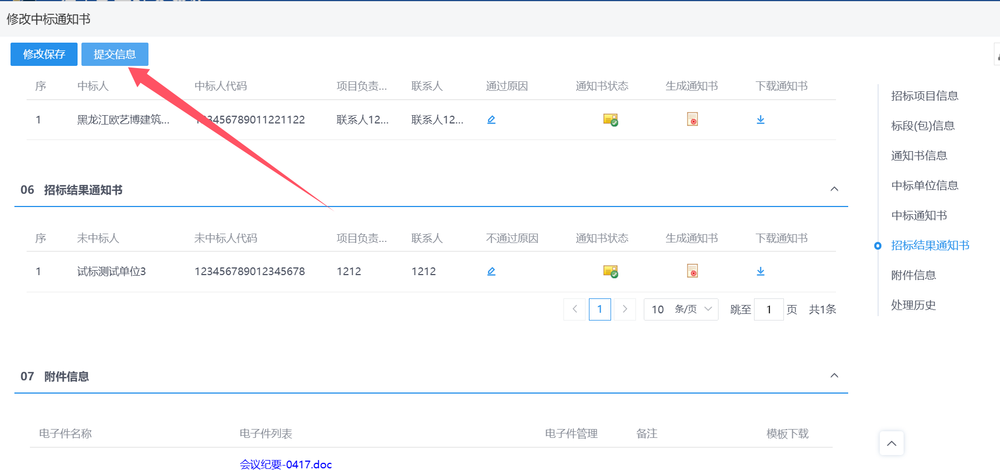 修改中标通知书
修改保存 提交信息
序 中标人 中标人代码 项目负责... 联系人 通过原因 通知书状态 生成通知书 下载通知书
1 黑龙江欧艺博建筑... 123456789011221122 联系人12... 联系人12...
06 招标结果通知书
序 未中标人 未中标人代码 项目负责... 联系人 不通过原因 通知书状态 生成通知书 下载通知书
1 试标测试单位3 123456789012345678 1212 1212
1 10 条/页 跳至 1 页 共1条
07 附件信息
电子件名称 电子件列表 电子件管理 备注 模板下载
会议纪要-0417.doc
招标项目信息
标段(包)信息
通知书信息
中标单位信息
中标通知书
招标结果通知书
附件信息
处理历史